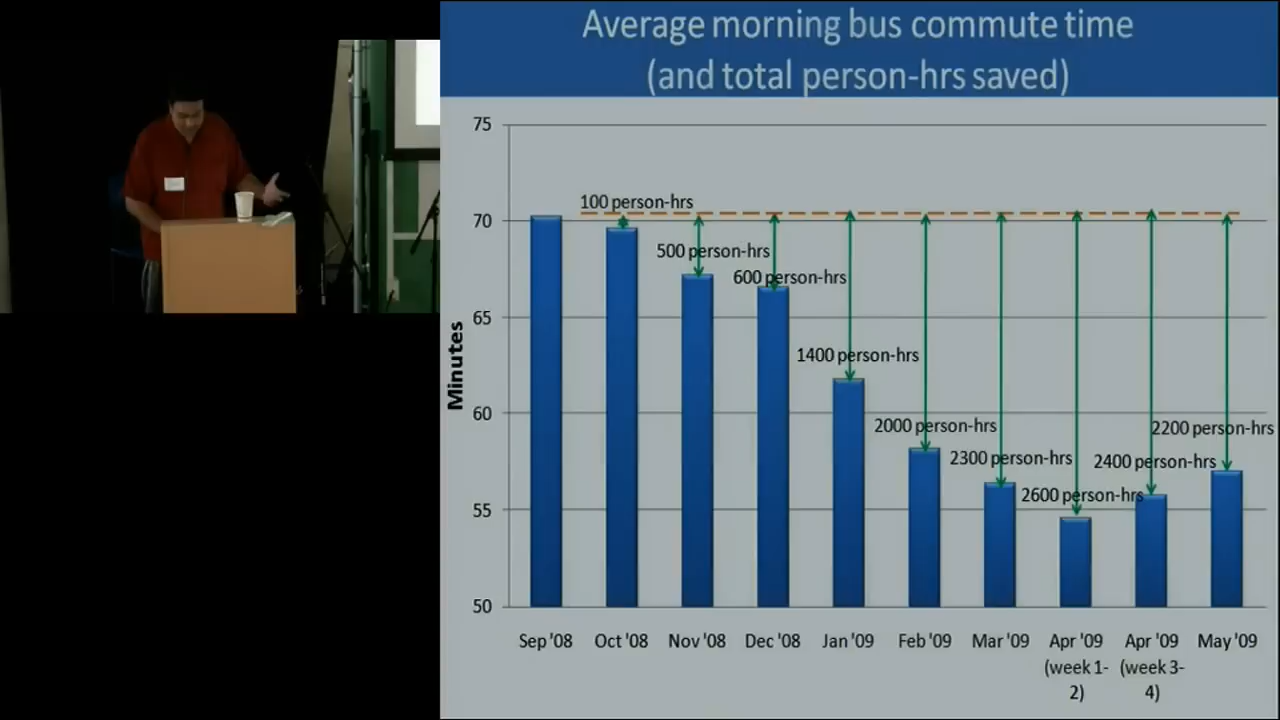 Average morning bus commute time
(and total person-hrs saved)
75
70
65
60
55
50
Minutes
100 person-hrs
500 person-hrs
600 person-hrs
1400 person-hrs
2000 person-hrs
2300 person-hrs
2600 person-hrs
2400 person-hrs
2200 person-hrs
Sep '08
Oct '08
Nov '08
Dec '08
Jan '09
Feb '09
Mar '09
Apr '09
(week 1-
2)
Apr '09
(week 3-
4)
May '09